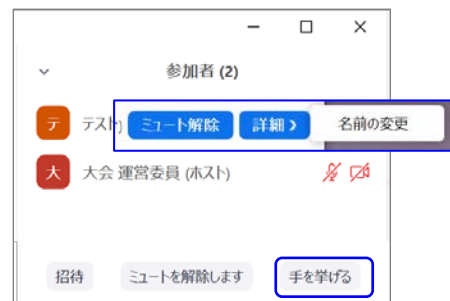 参加者 (2)
テ テスト) ミュート解除 詳細 › 名前の変更
大 大会 運営委員 (ホスト)
招待 ミュートを解除します 手を挙げる